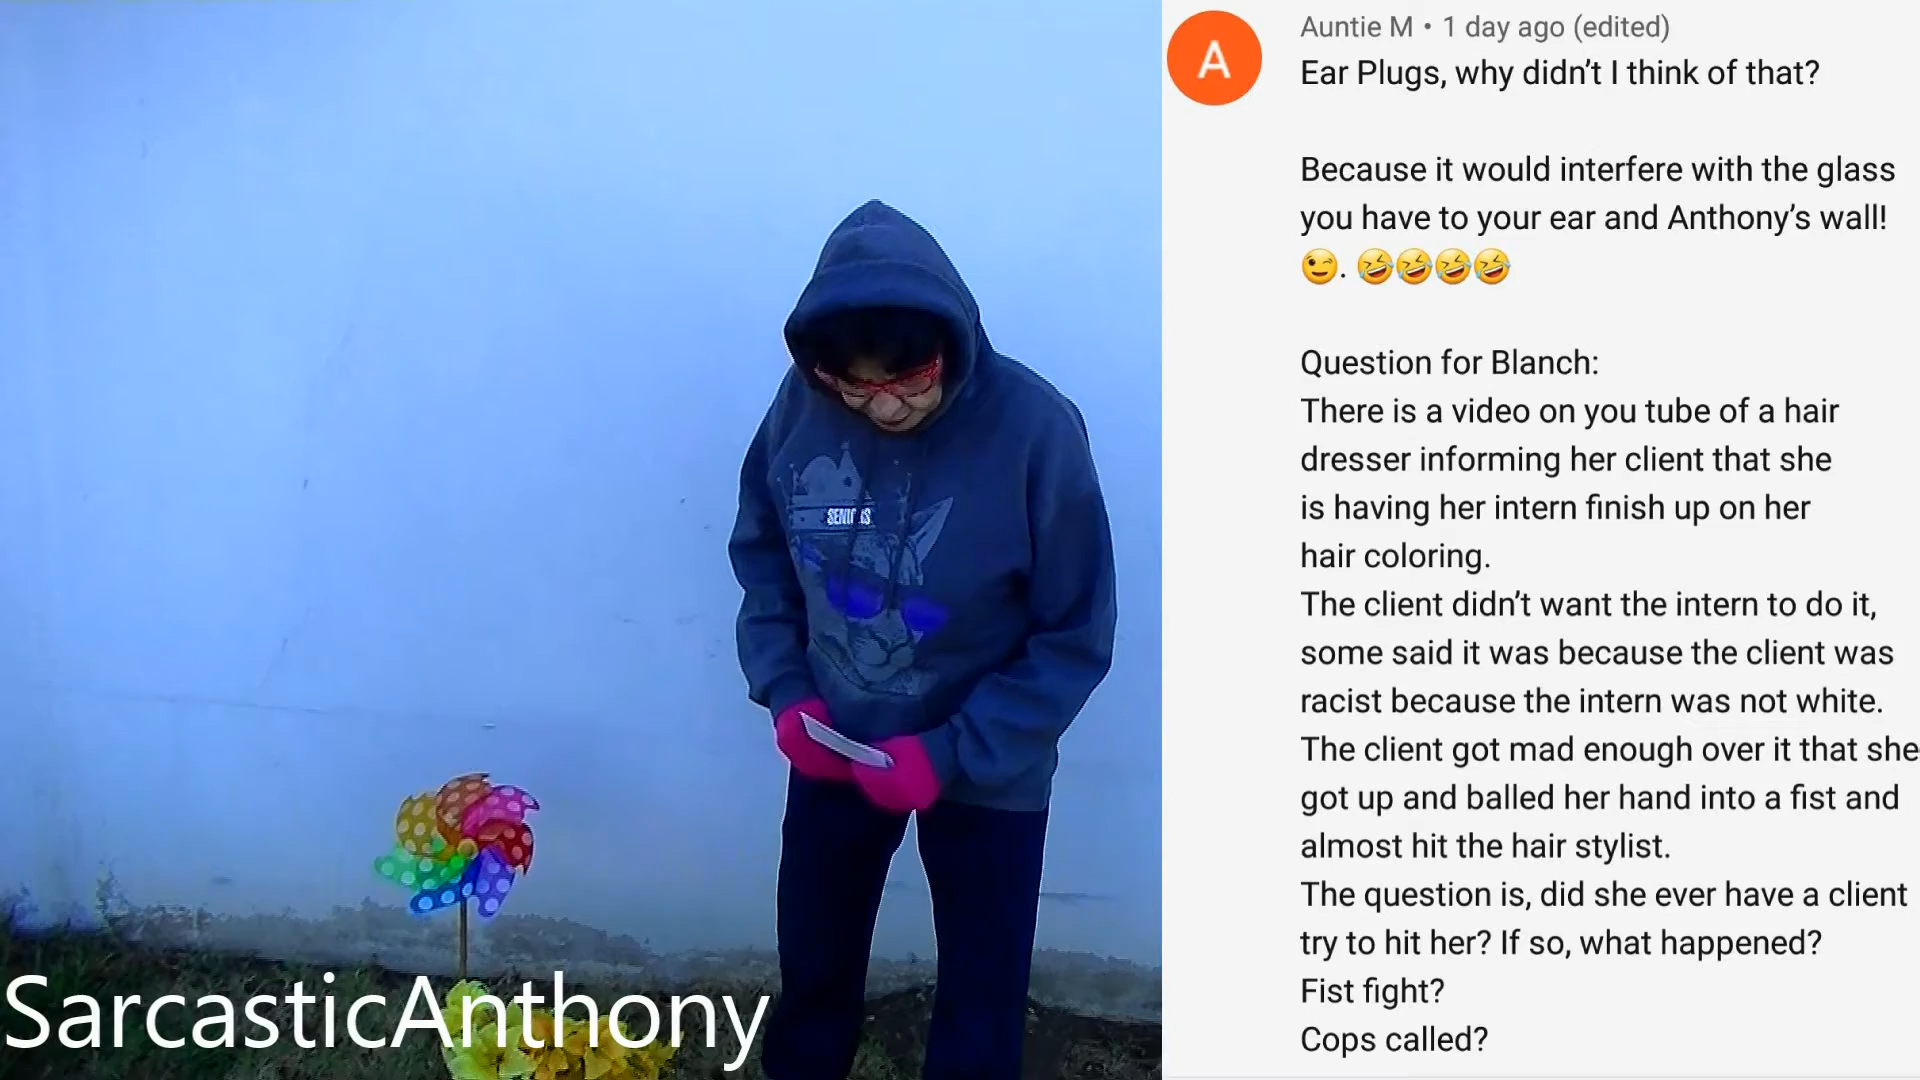 Auntie M • 1 day ago (edited)
A
Ear Plugs, why didn’t I think of that?
Because it would interfere with the glass
you have to your ear and Anthony’s wall!
😉. 🤣🤣🤣🤣
Question for Blanch:
There is a video on you tube of a hair
dresser informing her client that she
is having her intern finish up on her
hair coloring.
The client didn’t want the intern to do it,
some said it was because the client was
racist because the intern was not white.
The client got mad enough over it that she
got up and balled her hand into a fist and
almost hit the hair stylist.
The question is, did she ever have a client
try to hit her? If so, what happened?
Fist fight?
Cops called?
SENIORS
SarcasticAnthony